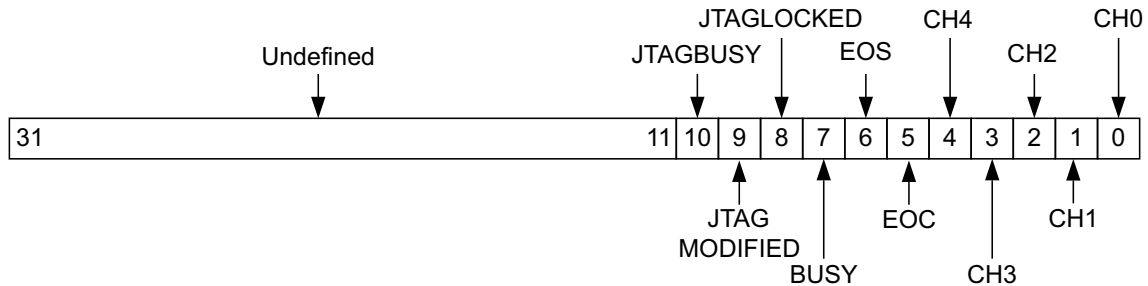 JTAGLOCKED CH4 CH0
Undefined JTAGBUSY EOS CH2
31 11 10 9 8 7 6 5 4 3 2 1 0
JTAG EOC CH1
MODIFIED
BUSY CH3